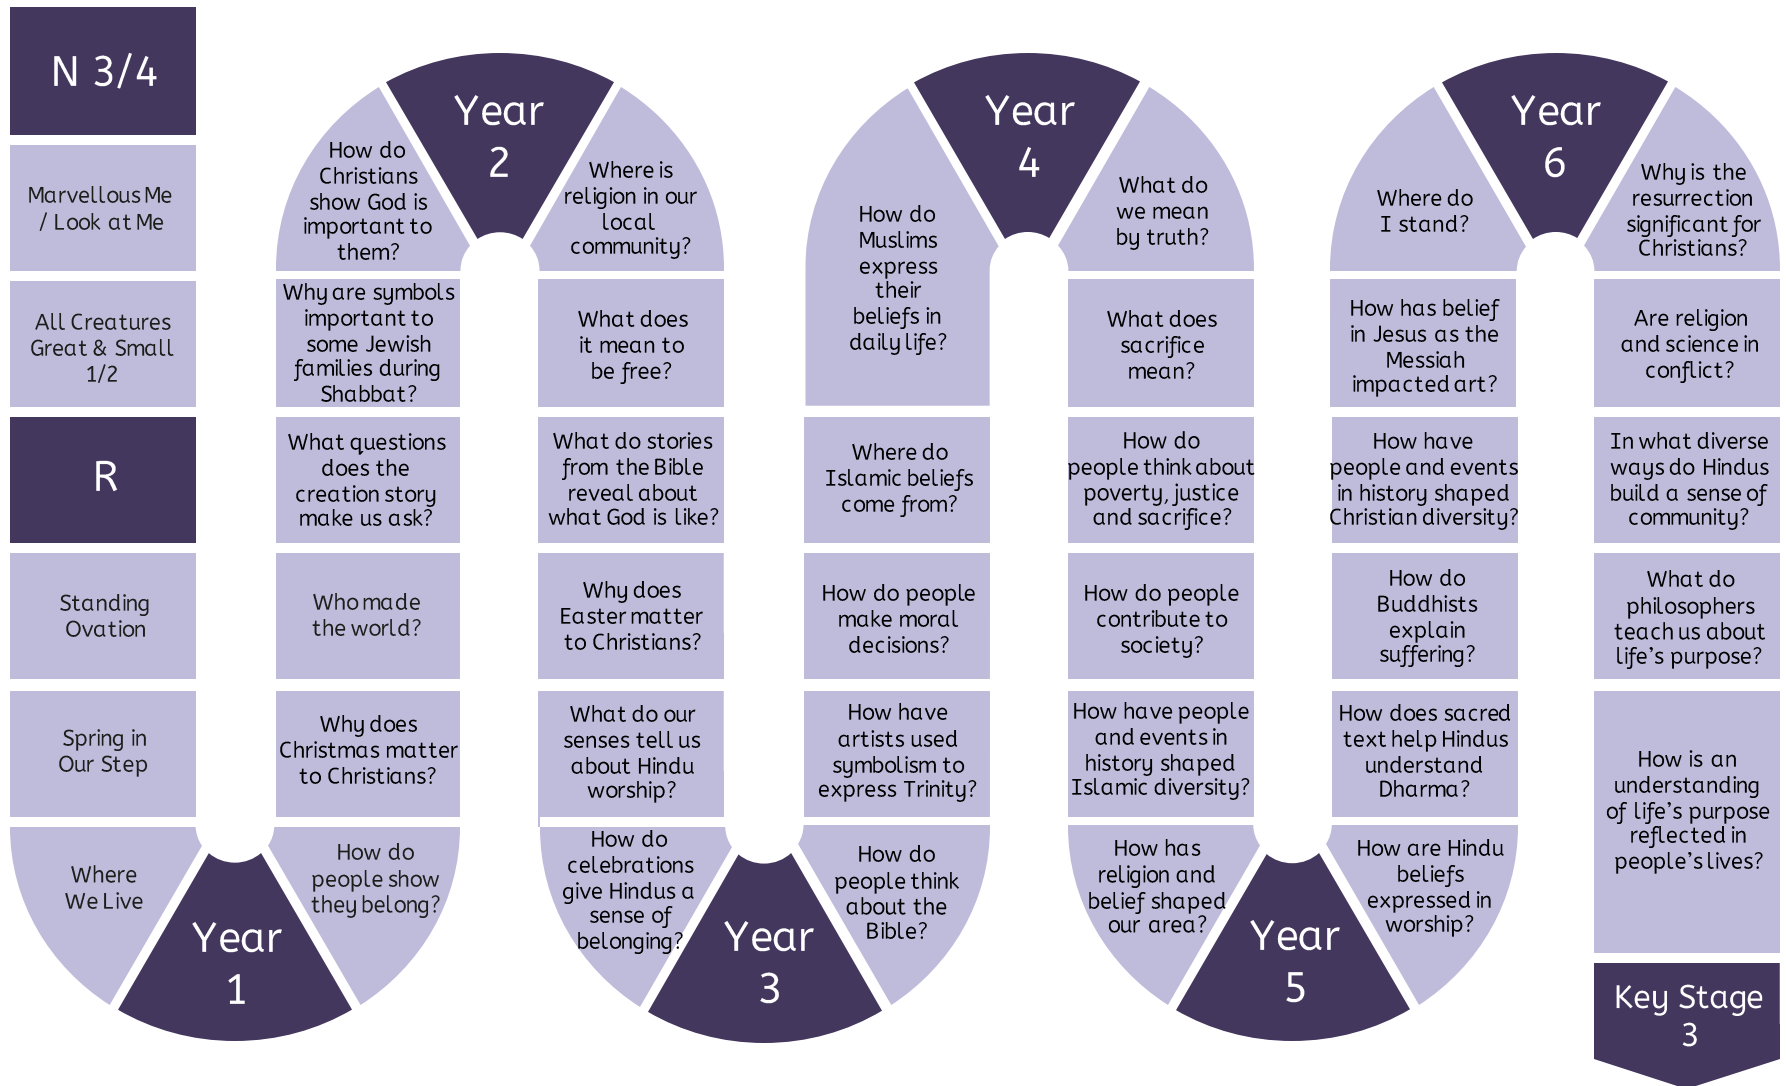 N 3/4
Marvellous Me
/ Look at Me
All Creatures
Great & Small
1/2
R
Standing
Ovation
Spring in
Our Step
Where
We Live
Year
1
How do
people show
they belong?
Why does
Christmas matter
to Christians?
Who made
the world?
What questions
does the
creation story
make us ask?
Why are symbols
important to
some Jewish
families during
Shabbat?
How do
Christians
show God is
important to
them?
Year
2
Where is
religion in our
local
community?
What does
it mean to
be free?
What do stories
from the Bible
reveal about
what God is like?
Why does
Easter matter
to Christians?
What do our
senses tell us
about Hindu
worship?
How do
celebrations
give Hindus a
sense of
belonging?
Year
3
How do
people think
about the
Bible?
How have
artists used
symbolism to
express Trinity?
How do people
make moral
decisions?
Where do
Islamic beliefs
come from?
How do
Muslims
express
their
beliefs in
daily life?
Year
4
What do
we mean
by truth?
What does
sacrifice
mean?
How do
people think about
poverty, justice
and sacrifice?
How do people
contribute to
society?
How have people
and events in
history shaped
Islamic diversity?
How has
religion and
belief shaped
our area?
Year
5
How are Hindu
beliefs
expressed in
worship?
How does sacred
text help Hindus
understand
Dharma?
How do
Buddhists
explain
suffering?
How have
people and events
in history shaped
Christian diversity?
How has belief
in Jesus as the
Messiah
impacted art?
Where do
I stand?
Year
6
Why is the
resurrection
significant for
Christians?
Are religion
and science in
conflict?
In what diverse
ways do Hindus
build a sense of
community?
What do
philosophers
teach us about
life's purpose?
How is an
understanding
of life's purpose
reflected in
people's lives?
Key Stage
3